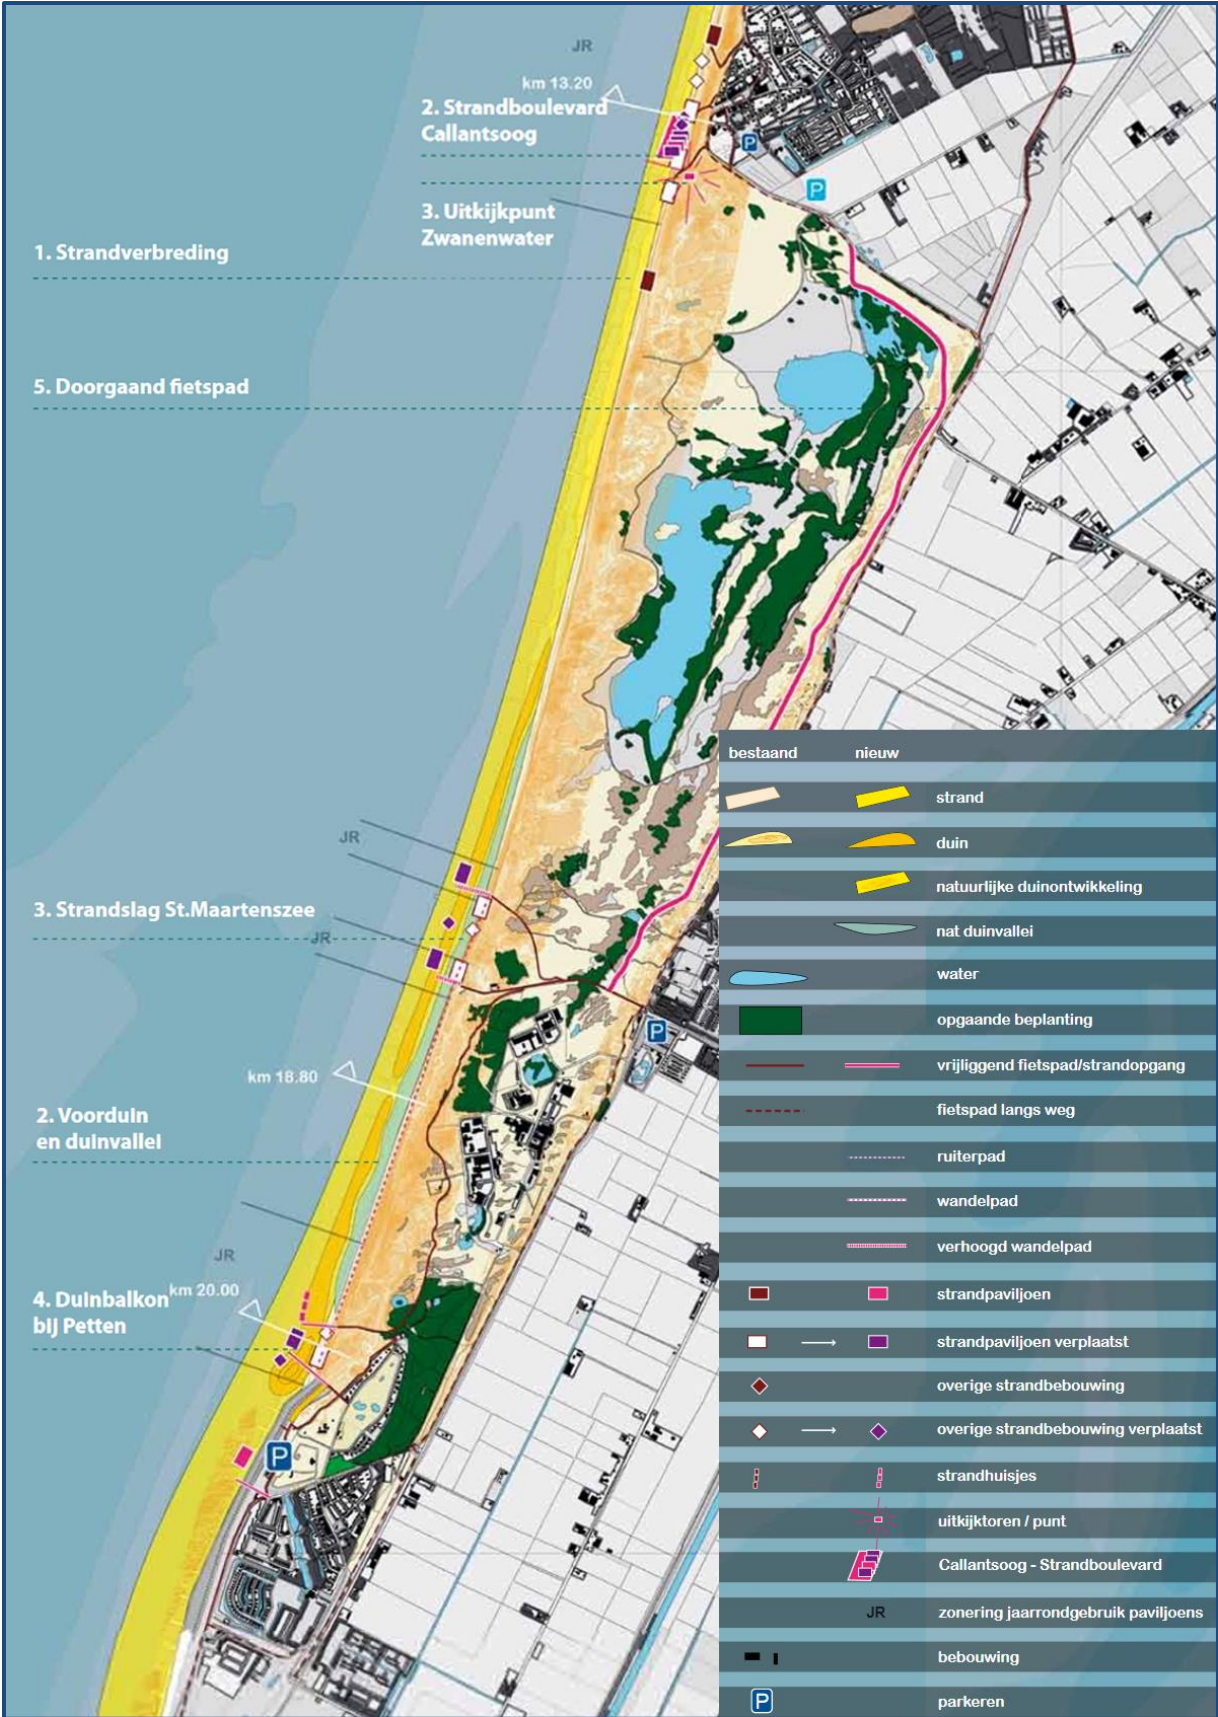 JR
km 13.20
2. Strandboulevard
Callantsoog
P
P
3. Uitkijkpunt
Zwanenwater
1. Strandverbreding
5. Doorgaand fietspad
JR
3. Strandslag St.Maartenszee
JR
P
km 18.80
2. Voorduin
en duinvallei
JR
km 20.00
4. Duinbalkon
bij Petten
P
bestaand nieuw
strand
duin
natuurlijke duinontwikkeling
nat duinvallei
water
opgaande beplanting
vrijliggend fietspad/strandopgang
fietspad langs weg
ruiterpad
wandelpad
verhoogd wandelpad
strandpaviljoen
strandpaviljoen verplaatst
overige strandbebouwing
overige strandbebouwing verplaatst
strandhuisjes
uitkijktoren / punt
Callantsoog - Strandboulevard
JR zonering jaarrondgebruik paviljoens
bebouwing
P parkeren